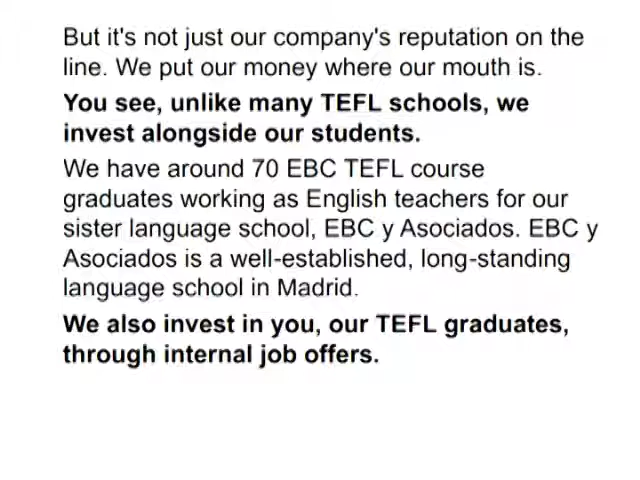 But it's not just our company's reputation on the
line. We put our money where our mouth is.
You see, unlike many TEFL schools, we
invest alongside our students.
We have around 70 EBC TEFL course
graduates working as English teachers for our
sister language school, EBC y Asociados. EBC y
Asociados is a well-established, long-standing
language school in Madrid.
We also invest in you, our TEFL graduates,
through internal job offers.